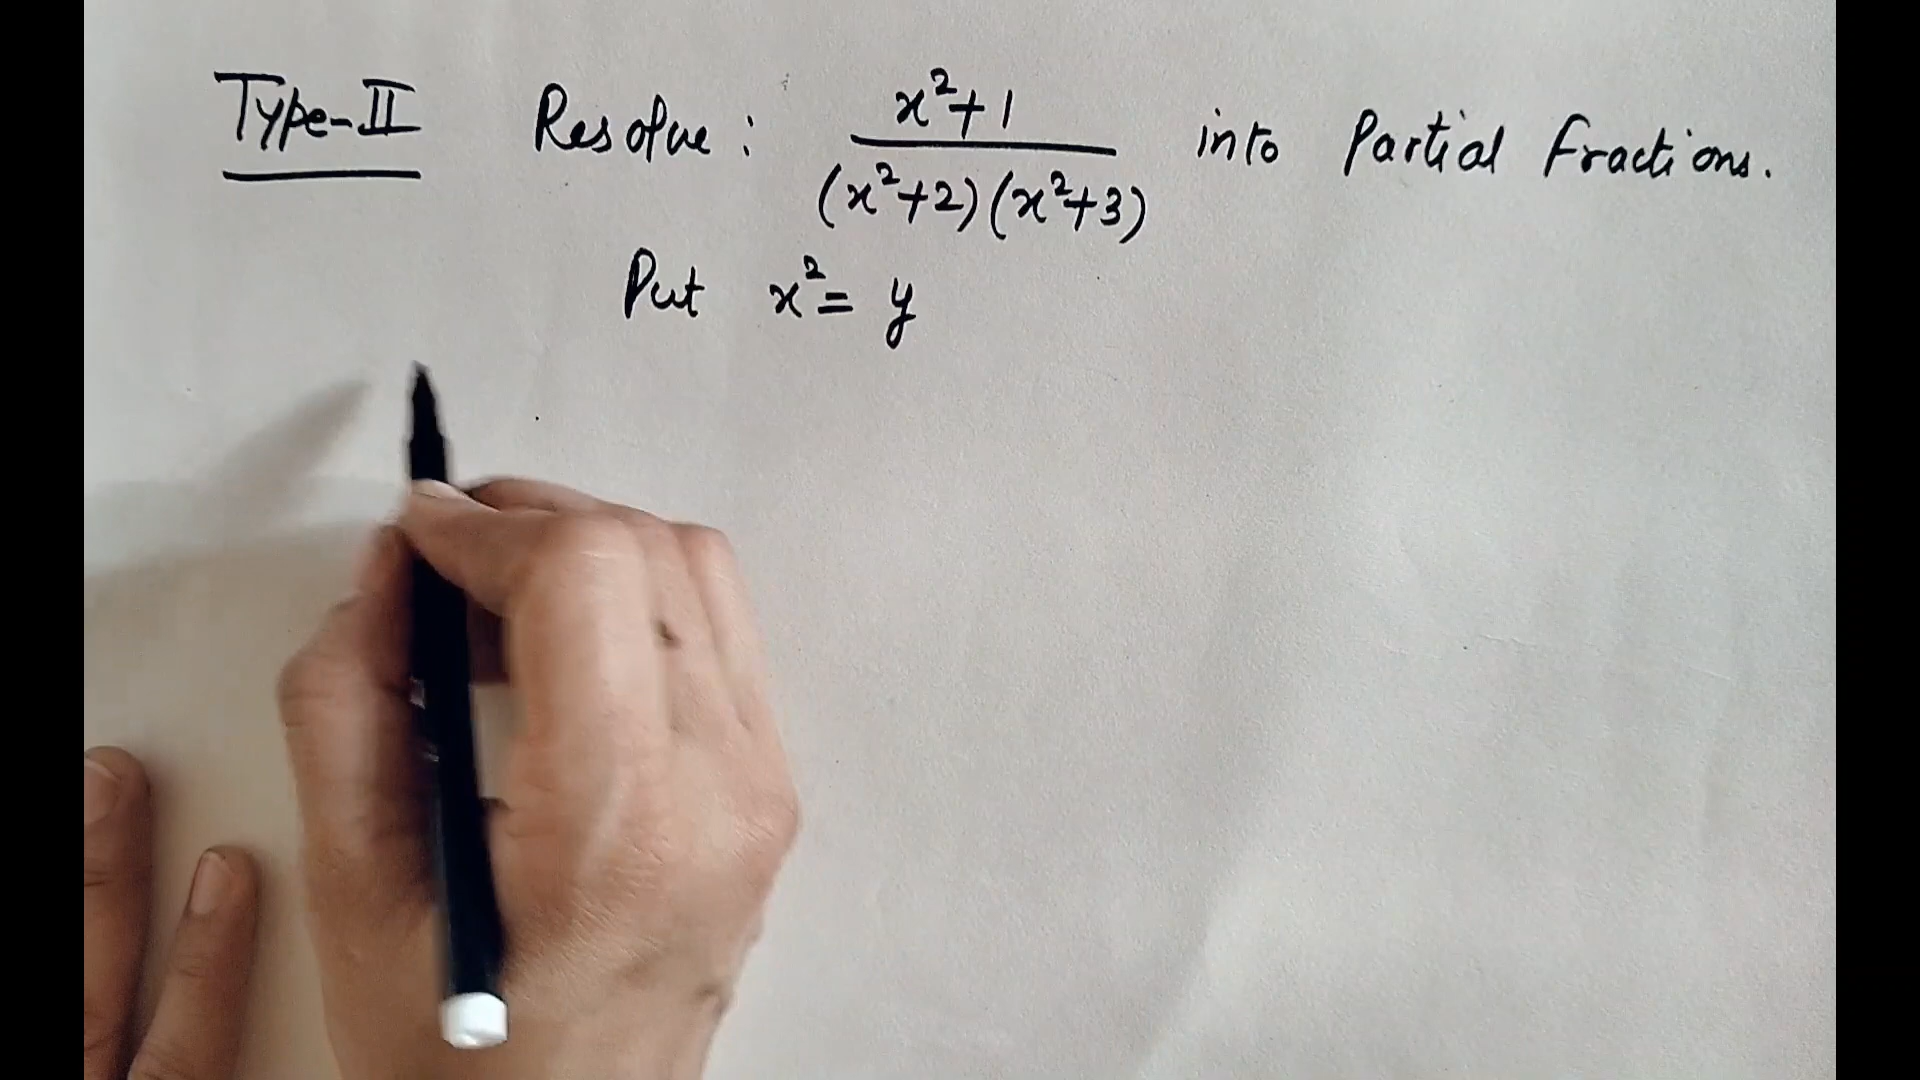 Type-II Resolve: x²+1 / (x²+2)(x²+3) into Partial Fractions.
Put x² = y